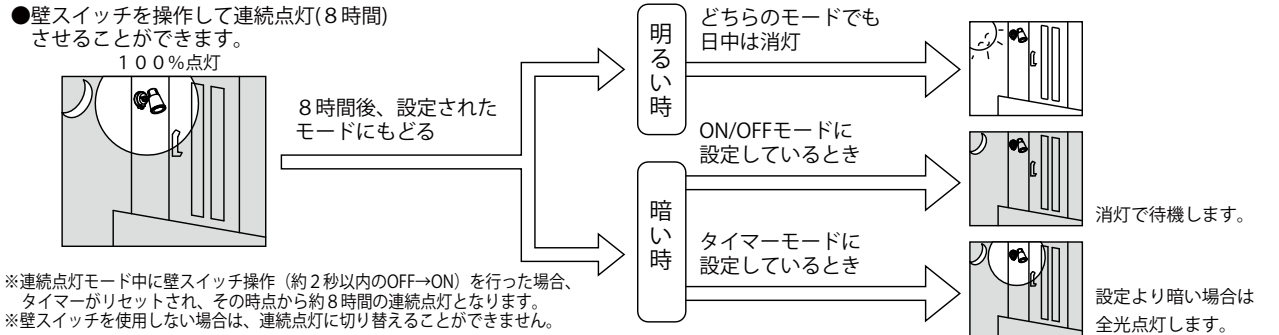 ●壁スイッチを操作して連続点灯(８時間)
させることができます。
１００％点灯
８時間後、設定された
モードにもどる
明るい時
どちらのモードでも
日中は消灯
ON/OFFモードに
設定しているとき
消灯で待機します。
暗い時
タイマーモードに
設定しているとき
設定より暗い場合は
全光点灯します。
※連続点灯モード中に壁スイッチ操作（約２秒以内のOFF→ON）を行った場合、
タイマーがリセットされ、その時点から約８時間の連続点灯となります。
※壁スイッチを使用しない場合は、連続点灯に切り替えることができません。